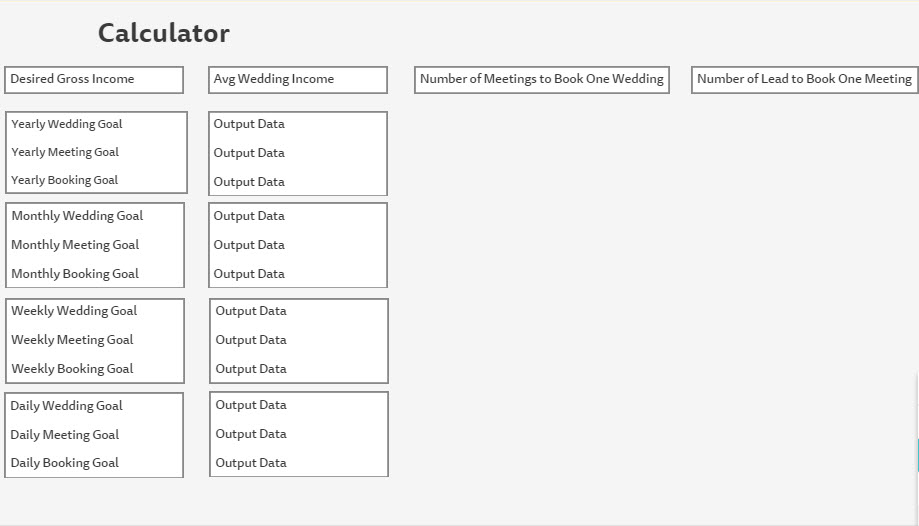 Calculator
Desired Gross Income
Avg Wedding Income
Number of Meetings to Book One Wedding
Number of Lead to Book One Meeting
Yearly Wedding Goal
Output Data
Yearly Meeting Goal
Output Data
Yearly Booking Goal
Output Data
Monthly Wedding Goal
Output Data
Monthly Meeting Goal
Output Data
Monthly Booking Goal
Output Data
Weekly Wedding Goal
Output Data
Weekly Meeting Goal
Output Data
Weekly Booking Goal
Output Data
Daily Wedding Goal
Output Data
Daily Meeting Goal
Output Data
Daily Booking Goal
Output Data